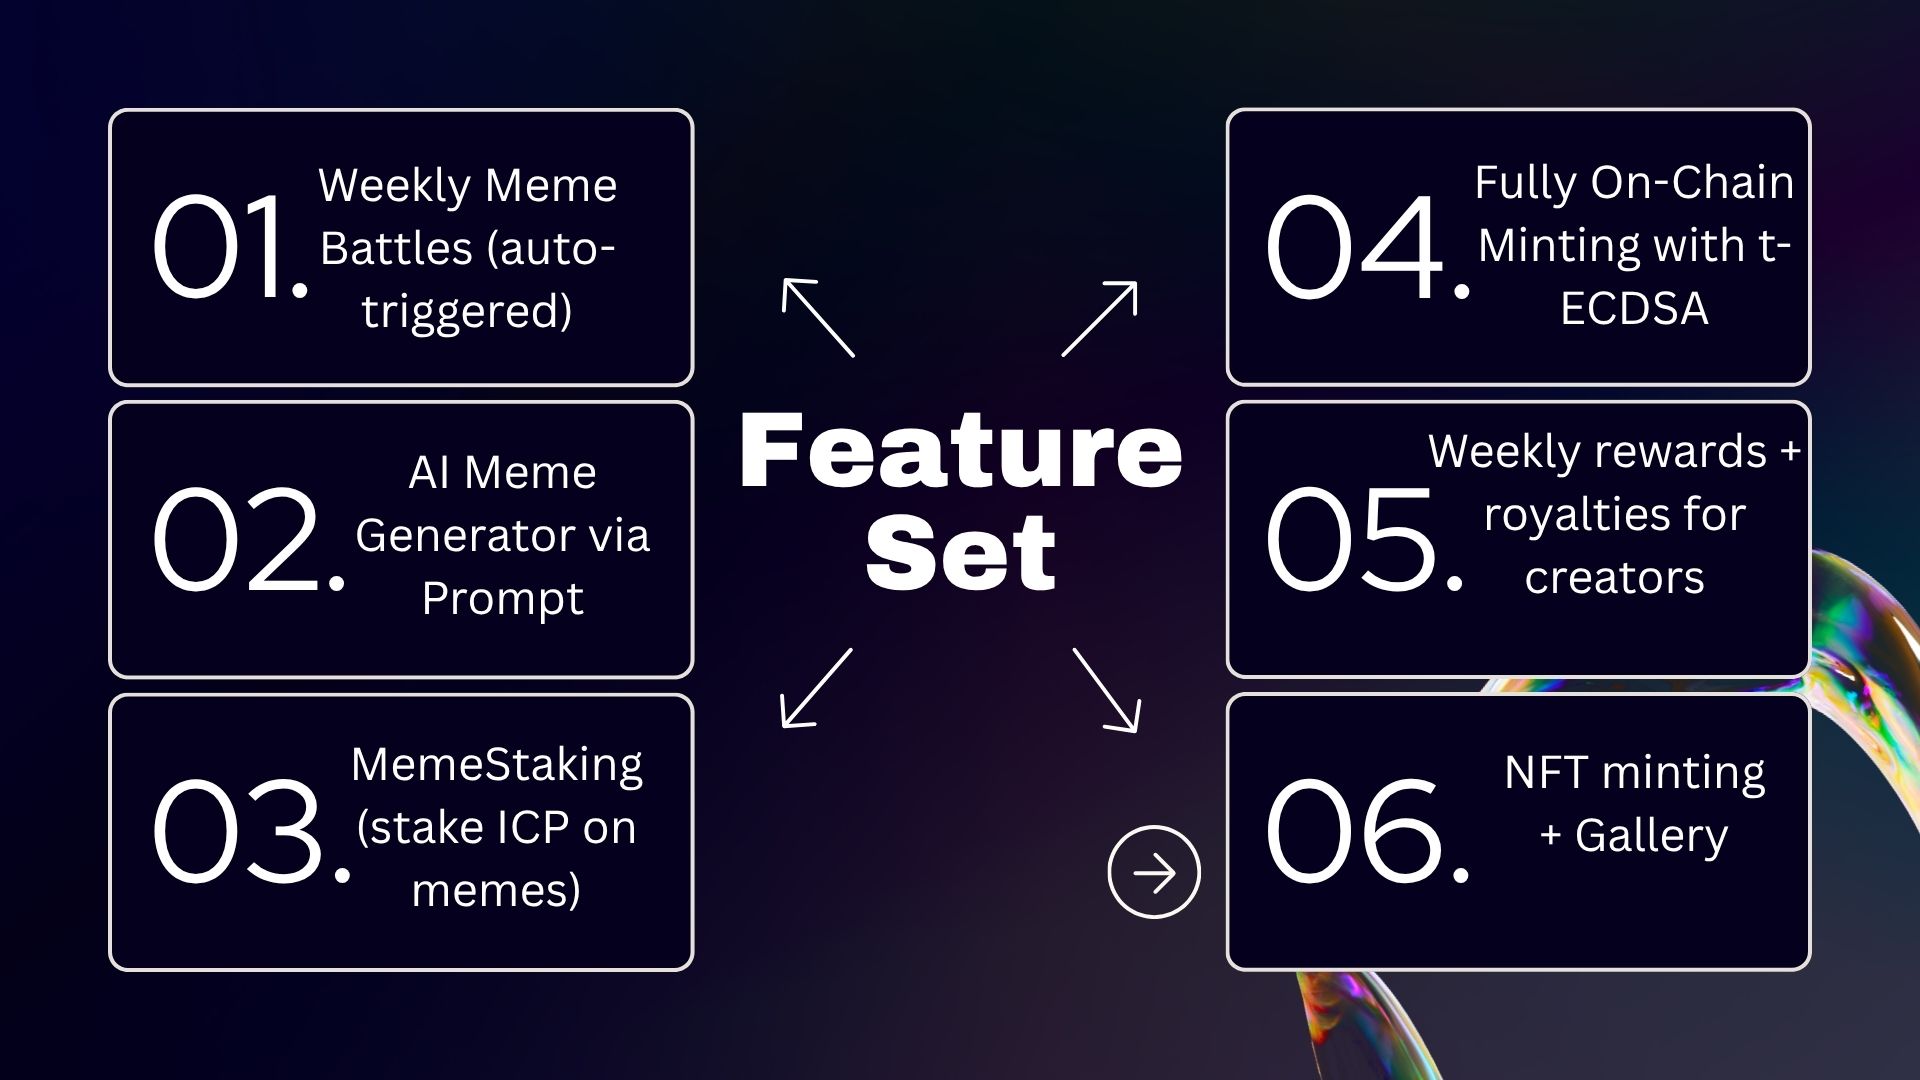 01.
Weekly Meme
Battles (auto-
triggered)
02.
AI Meme
Generator via
Prompt
03.
MemeStaking
(stake ICP on
memes)
Feature
Set
04.
Fully On-Chain
Minting with t-
ECDSA
05.
Weekly rewards +
royalties for
creators
06.
NFT minting
+ Gallery